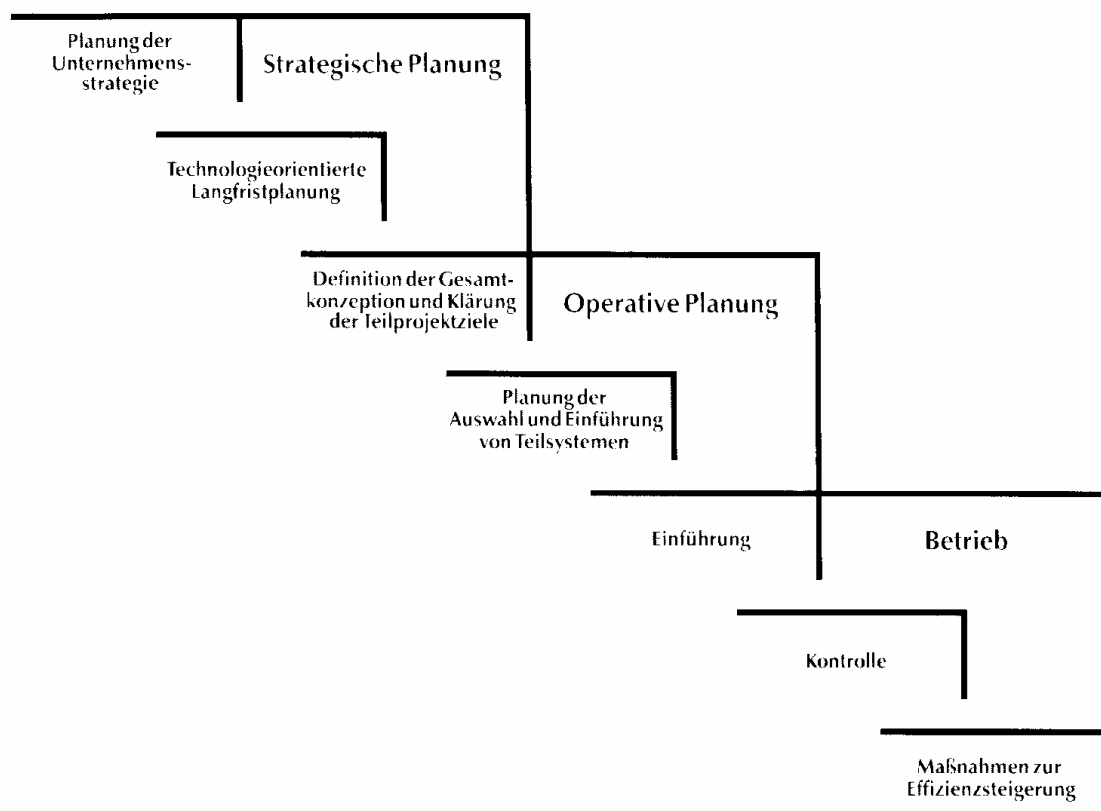 Planung der
Unternehmens-
strategie
Strategische Planung
Technologieorientierte
Langfristplanung
Definition der Gesamt-
konzeption und Klärung
der Teilprojektziele
Operative Planung
Planung der
Auswahl und Einführung
von Teilsystemen
Einführung
Betrieb
Kontrolle
Maßnahmen zur
Effizienzsteigerung